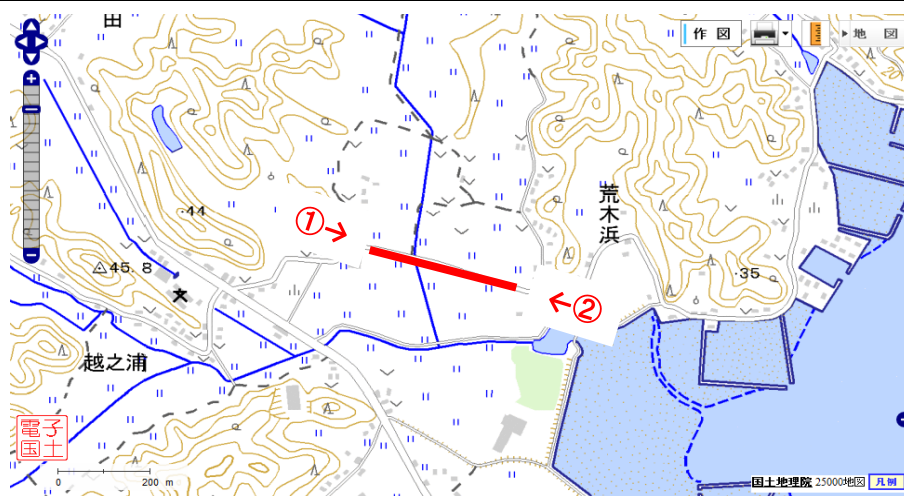 田
作 図
地 図
荒木浜
①→
・44
△45.8
文
←②
・35
越之浦
電子
国土
0 200 m
国土地理院 25000地図
凡例